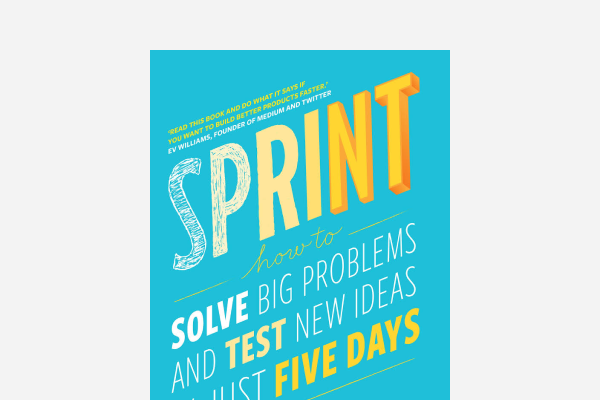 "READ THIS BOOK AND DO WHAT IT SAYS IF
YOU WANT TO BUILD BETTER PRODUCTS FASTER."
EV WILLIAMS, FOUNDER OF MEDIUM AND TWITTER
SPRINT
how to
SOLVE BIG PROBLEMS
AND TEST NEW IDEAS
JUST FIVE DAYS